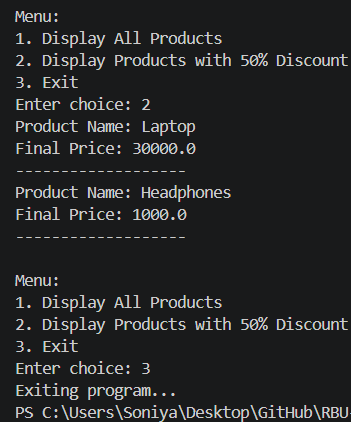 Menu:
1. Display All Products
2. Display Products with 50% Discount
3. Exit
Enter choice: 2
Product Name: Laptop
Final Price: 30000.0
-------------------
Product Name: Headphones
Final Price: 1000.0
-------------------
Menu:
1. Display All Products
2. Display Products with 50% Discount
3. Exit
Enter choice: 3
Exiting program...
PS C:\Users\Soniya\Desktop\GitHub\RBU